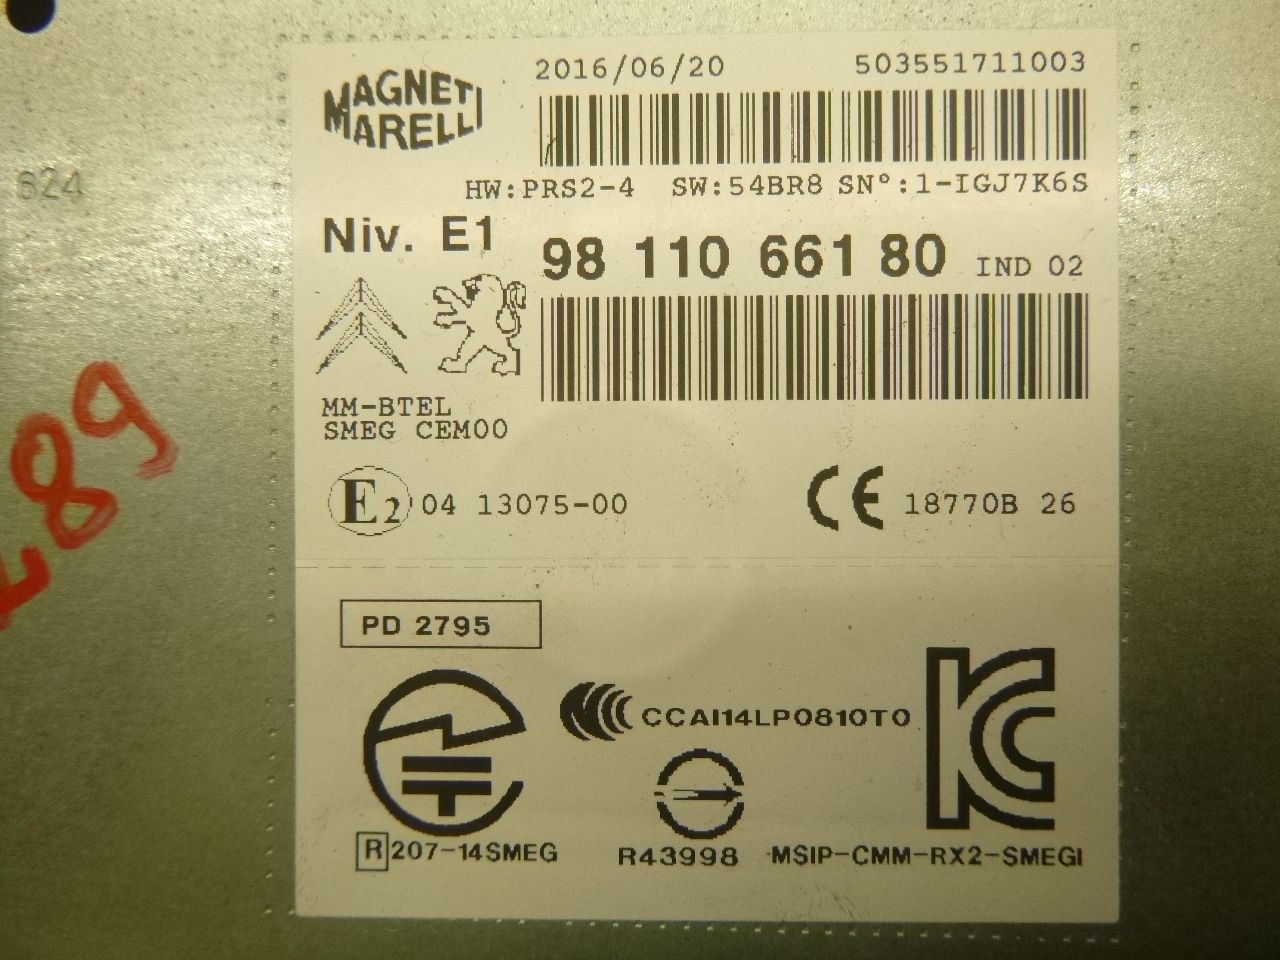 MAGNETI
MARELLI
2016/06/20 503551711003
HW:PRS2-4 SW:54BR8 SN°:1-IGJ7K6S
624
Niv. E1
98 110 661 80 IND 02
MM-BTEL
SMEG CEM00
E2 04 13075-00
CE 18770B 26
89
PD 2795
CCAI14LP0810T0
KC
R 207-14SMEG
R43998
MSIP-CMM-RX2-SMEGI